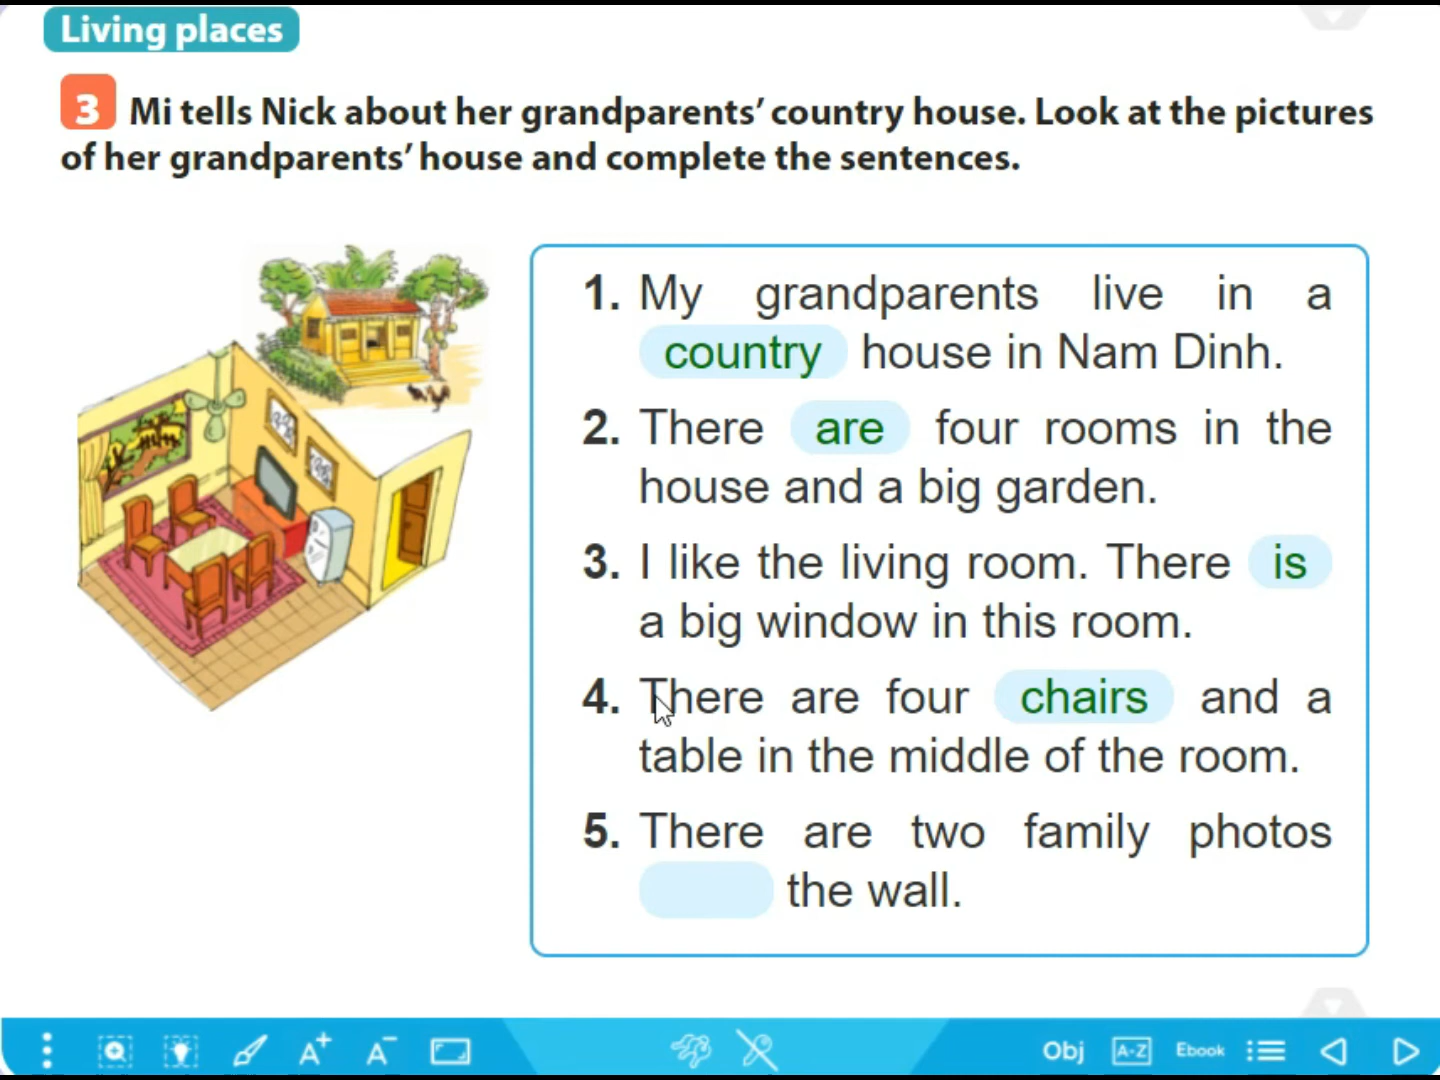 Living places
3 Mi tells Nick about her grandparents' country house. Look at the pictures
of her grandparents' house and complete the sentences.
1. My grandparents live in a
country house in Nam Dinh.
2. There are four rooms in the
house and a big garden.
3. I like the living room. There is
a big window in this room.
4. There are four chairs and a
table in the middle of the room.
5. There are two family photos
the wall.
A+ A- Obj A-Z Ebook